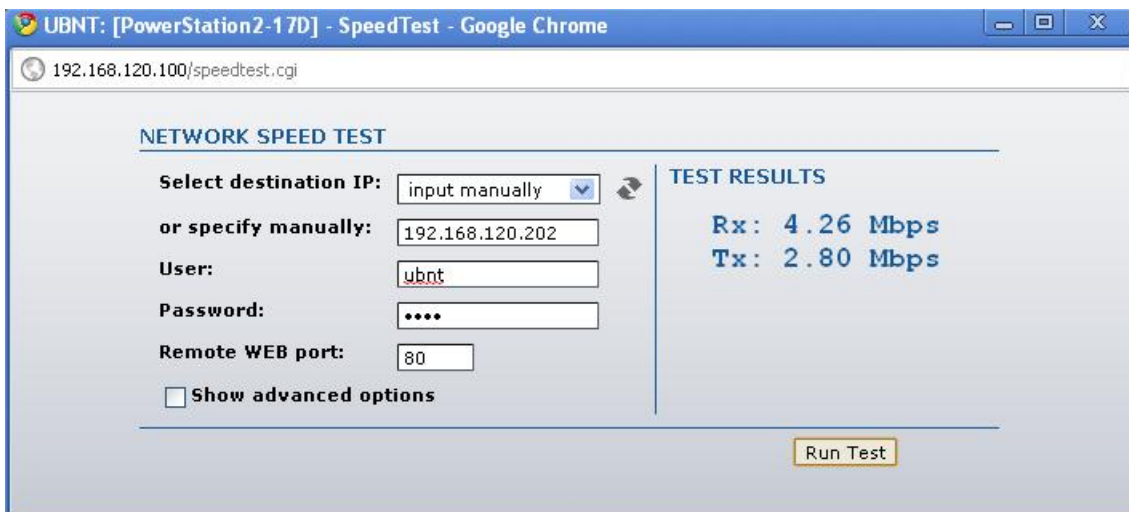 UBNT: [PowerStation2-17D] - SpeedTest - Google Chrome
192.168.120.100/speedtest.cgi
NETWORK SPEED TEST
Select destination IP: input manually
or specify manually: 192.168.120.202
User: ubnt
Password: ••••
Remote WEB port: 80
Show advanced options
TEST RESULTS
Rx: 4.26 Mbps
Tx: 2.80 Mbps
Run Test